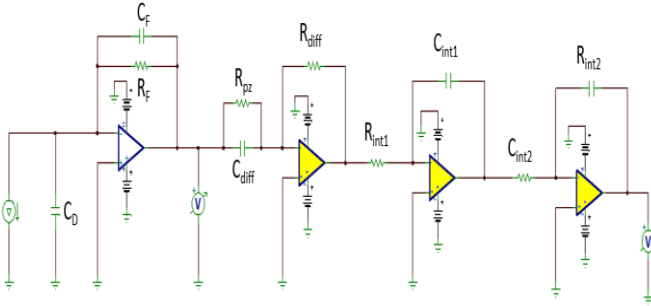 C_F
R_F
C_D
V
R_pz
C_diff
R_diff
R_int1
C_int1
C_int2
R_int2
V